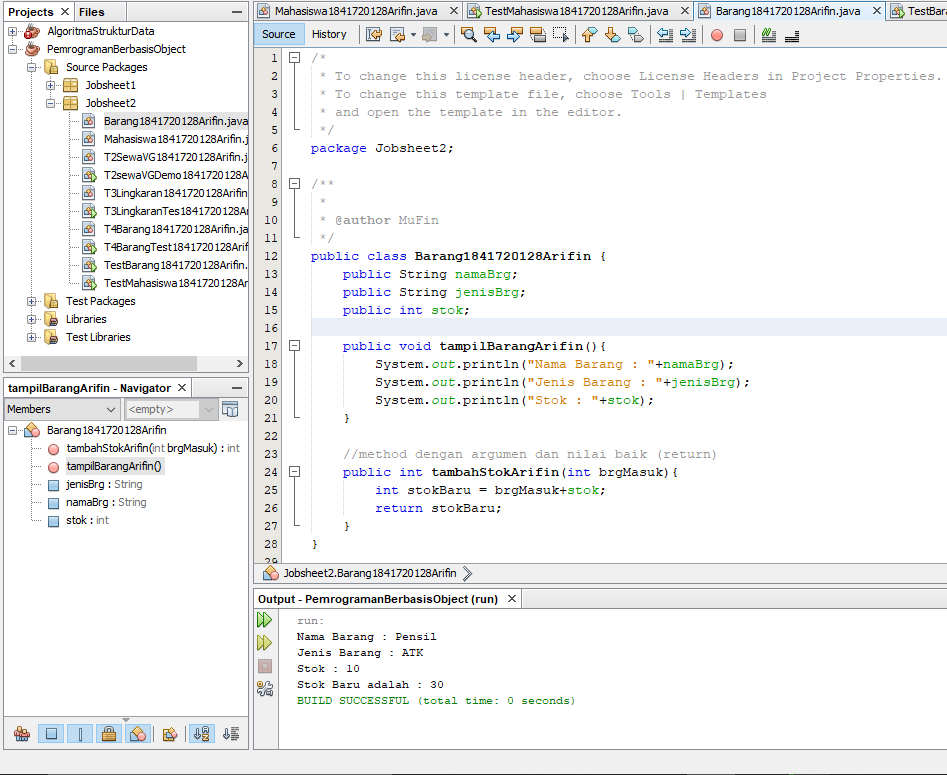 Projects
Files
AlgoritmaStrukturData
PemrogramanBerbasisObject
Source Packages
Jobsheet1
Jobsheet2
Barang1841720128Arifin.java
Mahasiswa1841720128Arifin.j
T2SewaVG1841720128Arifin.j
T2sewaVGDemo1841720128A
T3Lingkaran1841720128Arifin
T3LingkaranTes1841720128Ar
T4Barang1841720128Arifin.ja
T4BarangTest1841720128Arif
TestBarang1841720128Arifin.
TestMahasiswa1841720128Ar
Test Packages
Libraries
Test Libraries
tampilBarangArifin - Navigator
Members
<empty>
Barang1841720128Arifin
tambahStokArifin(int brgMasuk) : int
tampilBarangArifin()
jenisBrg : String
namaBrg : String
stok : int
Mahasiswa1841720128Arifin.java
TestMahasiswa1841720128Arifin.java
Barang1841720128Arifin.java
TestBar
Source
History
1 /*
2 * To change this license header, choose License Headers in Project Properties.
3 * To change this template file, choose Tools | Templates
4 * and open the template in the editor.
5 */
6 package Jobsheet2;
7
8 /**
9 *
10 * @author MuFin
11 */
12 public class Barang1841720128Arifin {
13 public String namaBrg;
14 public String jenisBrg;
15 public int stok;
16
17 public void tampilBarangArifin(){
18 System.out.println("Nama Barang : "+namaBrg);
19 System.out.println("Jenis Barang : "+jenisBrg);
20 System.out.println("Stok : "+stok);
21 }
22
23 //method dengan argumen dan nilai baik (return)
24 public int tambahStokArifin(int brgMasuk){
25 int stokBaru = brgMasuk+stok;
26 return stokBaru;
27 }
28 }
29
Jobsheet2.Barang1841720128Arifin
Output - PemrogramanBerbasisObject (run)
run:
Nama Barang : Pensil
Jenis Barang : ATK
Stok : 10
Stok Baru adalah : 30
BUILD SUCCESSFUL (total time: 0 seconds)